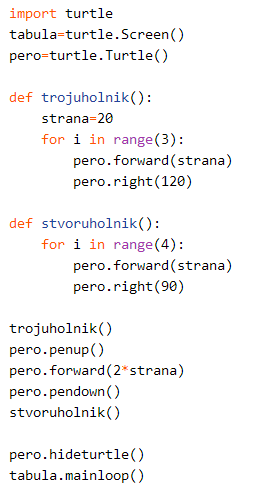 import turtle
tabula=turtle.Screen()
pero=turtle.Turtle()

def trojuholnik():
    strana=20
    for i in range(3):
        pero.forward(strana)
        pero.right(120)

def stvoruholnik():
    for i in range(4):
        pero.forward(strana)
        pero.right(90)

trojuholnik()
pero.penup()
pero.forward(2*strana)
pero.pendown()
stvoruholnik()

pero.hideturtle()
tabula.mainloop()